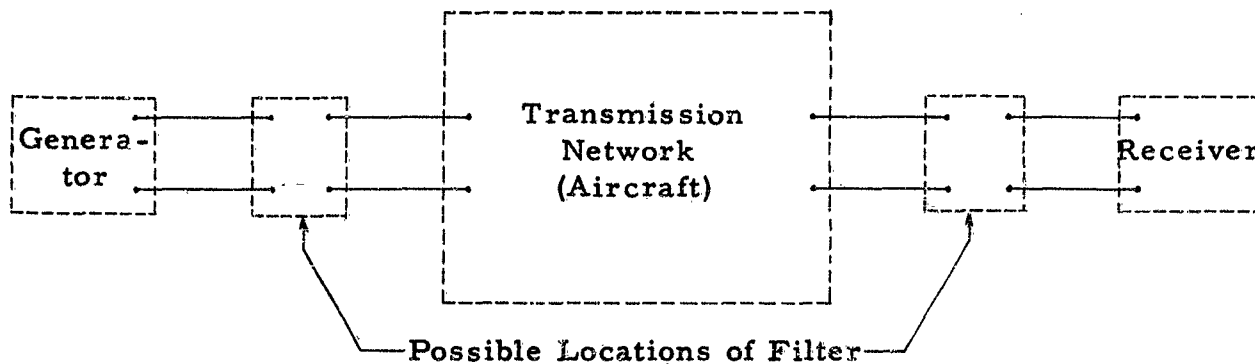 Genera-
tor
Transmission
Network
(Aircraft)
Receiver
Possible Locations of Filter